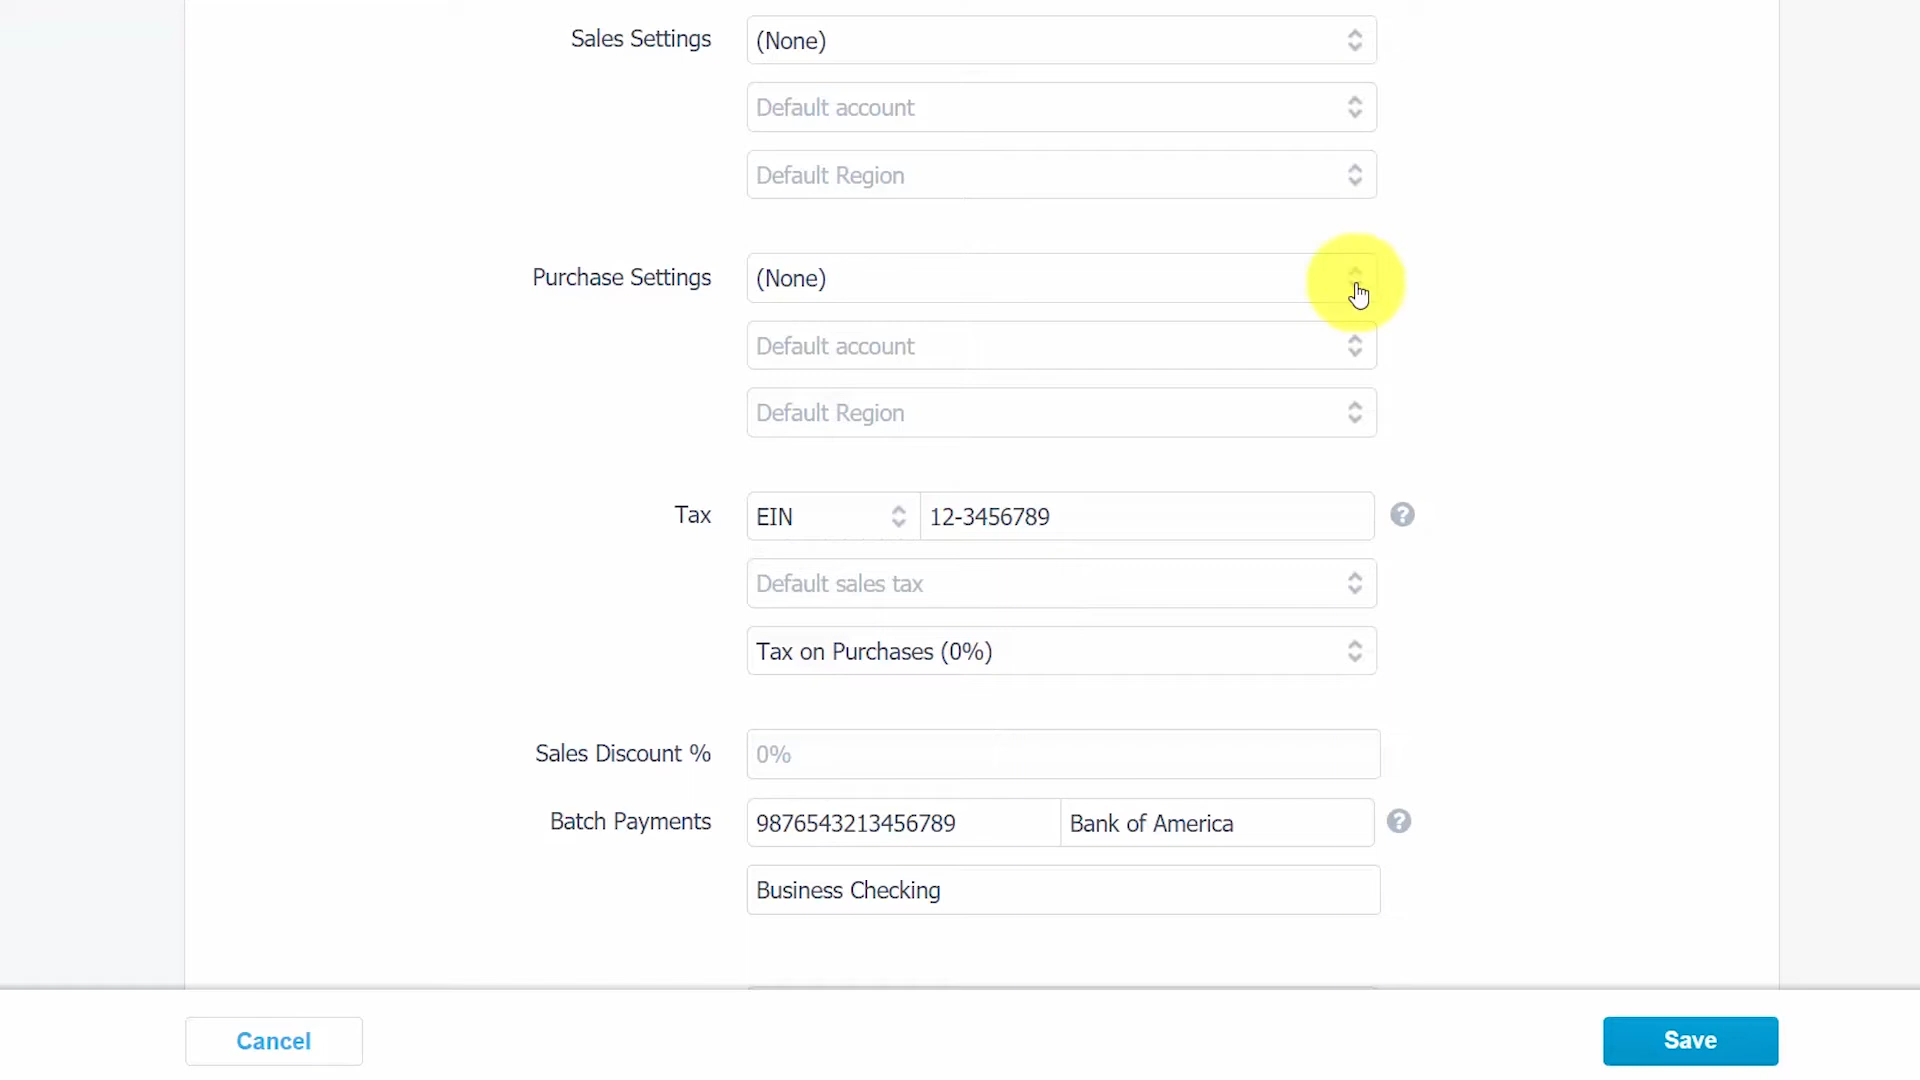 Sales Settings (None)
Default account
Default Region
Purchase Settings (None)
Default account
Default Region
Tax EIN 12-3456789 ?
Default sales tax
Tax on Purchases (0%)
Sales Discount % 0%
Batch Payments 9876543213456789 Bank of America ?
Business Checking
Cancel Save